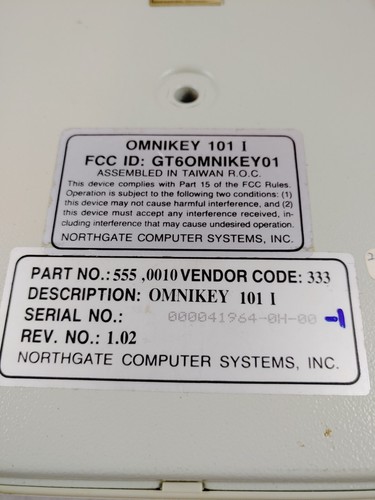 OMNIKEY 101 I
FCC ID: GT6OMNIKEY01
ASSEMBLED IN TAIWAN R.O.C.
This device complies with Part 15 of the FCC Rules.
Operation is subject to the following two conditions: (1)
this device may not cause harmful interference, and (2)
this device must accept any interference received, in-
cluding interference that may cause undesired operation.
NORTHGATE COMPUTER SYSTEMS, INC.
PART NO.: 555 ,0010 VENDOR CODE: 333
DESCRIPTION: OMNIKEY 101 I
SERIAL NO.: 000041964-0H-00 -1
REV. NO.: 1.02
NORTHGATE COMPUTER SYSTEMS, INC.